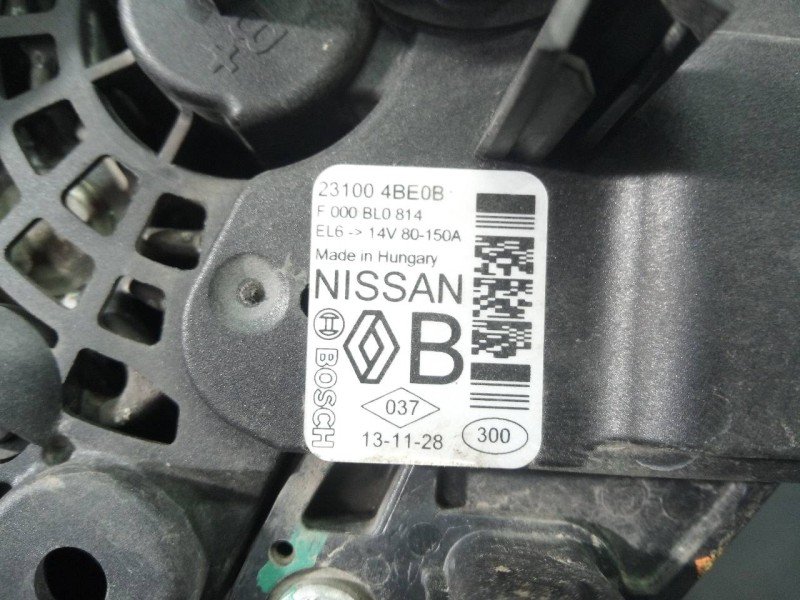 B+
23100 4BE0B
F 000 BL0 814
EL6 -> 14V 80-150A
Made in Hungary
NISSAN
BOSCH
B
037
13-11-28
300